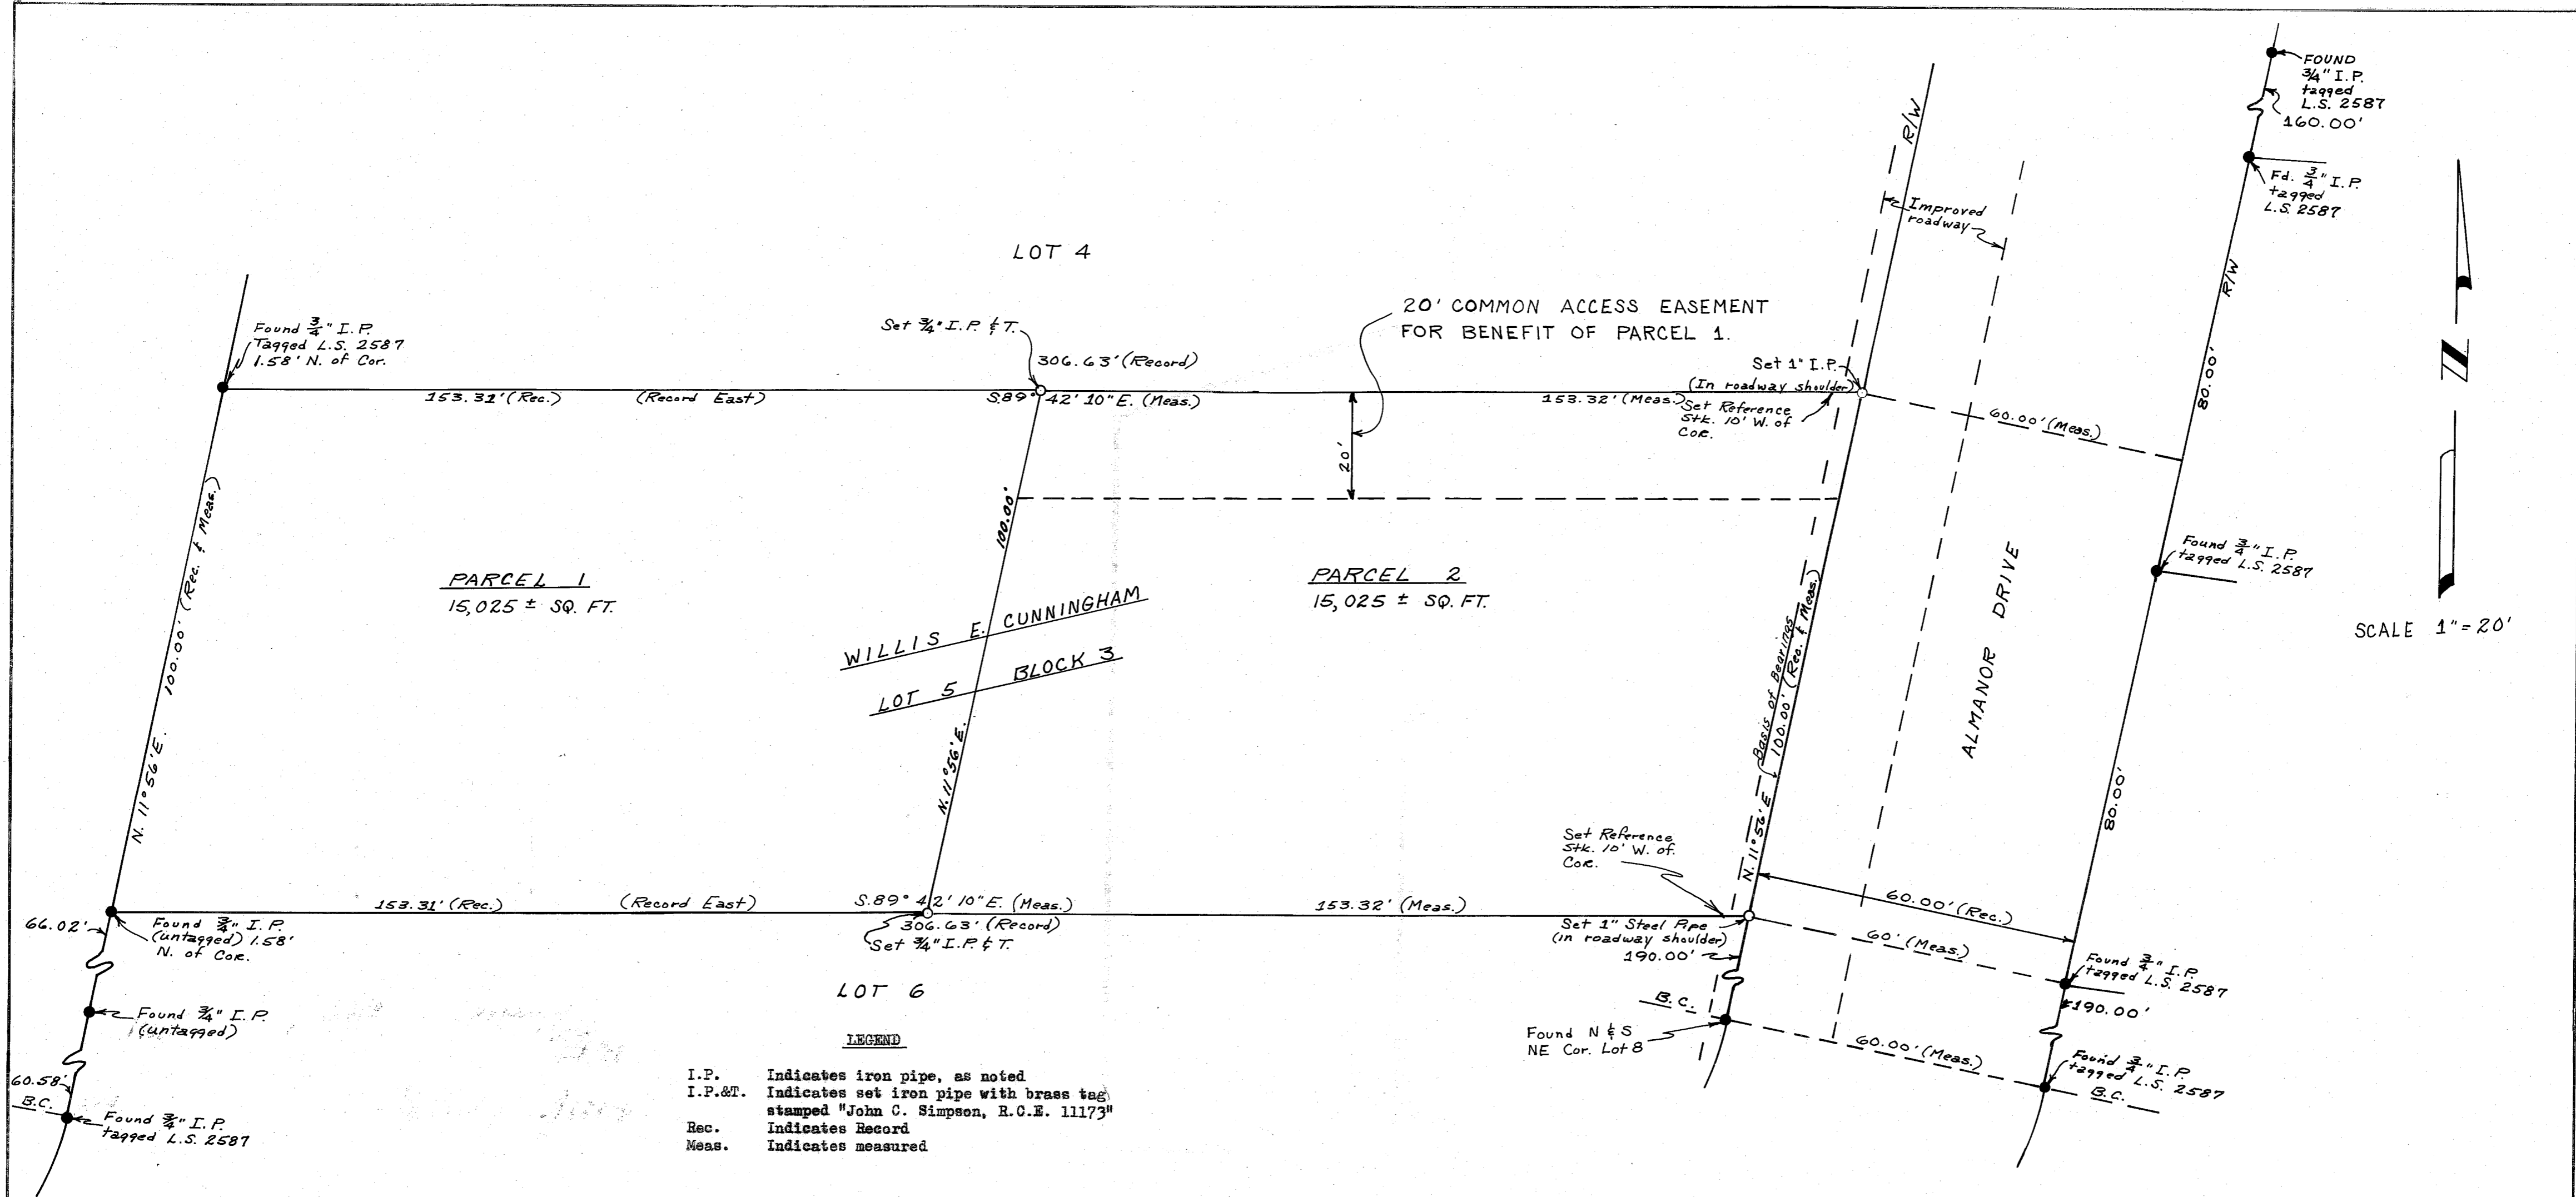 FOUND
3/4" I.P.
tagged
L.S. 2587
160.00'
Fd. 3/4" I.P.
tagged
L.S. 2587
R/W
Improved
roadway
R/W
80.00'
LOT 4
20' COMMON ACCESS EASEMENT
FOR BENEFIT OF PARCEL 1.
Found 3/4" I.P.
Tagged L.S. 2587
1.58' N. of Cor.
Set 3/4" I.P. & T.
306.63' (Record)
Set 1" I.P.
(In roadway shoulder)
153.31' (Rec.)
(Record East)
S.89° 42' 10" E. (Meas.)
153.32' (Meas.)
Set Reference
Stk. 10' W. of
Cor.
60.00' (Meas.)
20'
N. 11° 56' E. 100.00' (Rec. & Meas.)
N. 11° 56' E. 100.00'
N. 11° 56' E. 100.00' (Rec. & Meas.)
(Basis of Bearings
ALMANOR DRIVE
Found 3/4" I.P.
tagged L.S. 2587
N
SCALE 1" = 20'
PARCEL 1
15,025 ± SQ. FT.
PARCEL 2
15,025 ± SQ. FT.
WILLIS E. CUNNINGHAM
LOT 5 BLOCK 3
80.00'
Set Reference
Stk. 10' W. of
Cor.
60.00' (Rec.)
153.31' (Rec.)
(Record East)
S.89° 42' 10" E. (Meas.)
153.32' (Meas.)
306.63' (Record)
Set 3/4" I.P. & T.
66.02'
Found 3/4" I.P.
(untagged) 1.58'
N. of Cor.
Set 1" Steel Pipe
(in roadway shoulder)
190.00'
60' (Meas.)
Found 3/4" I.P.
tagged L.S. 2587
190.00'
LOT 6
Found 3/4" I.P.
(untagged)
B.C.
Found N & S
NE Cor. Lot 8
60.00' (Meas.)
Found 3/4" I.P.
tagged L.S. 2587
B.C.
60.58'
B.C.
Found 3/4" I.P.
tagged L.S. 2587
LEGEND
I.P. Indicates iron pipe, as noted
I.P.&T. Indicates set iron pipe with brass tag
stamped "John C. Simpson, R.C.E. 11173"
Rec. Indicates Record
Meas. Indicates measured